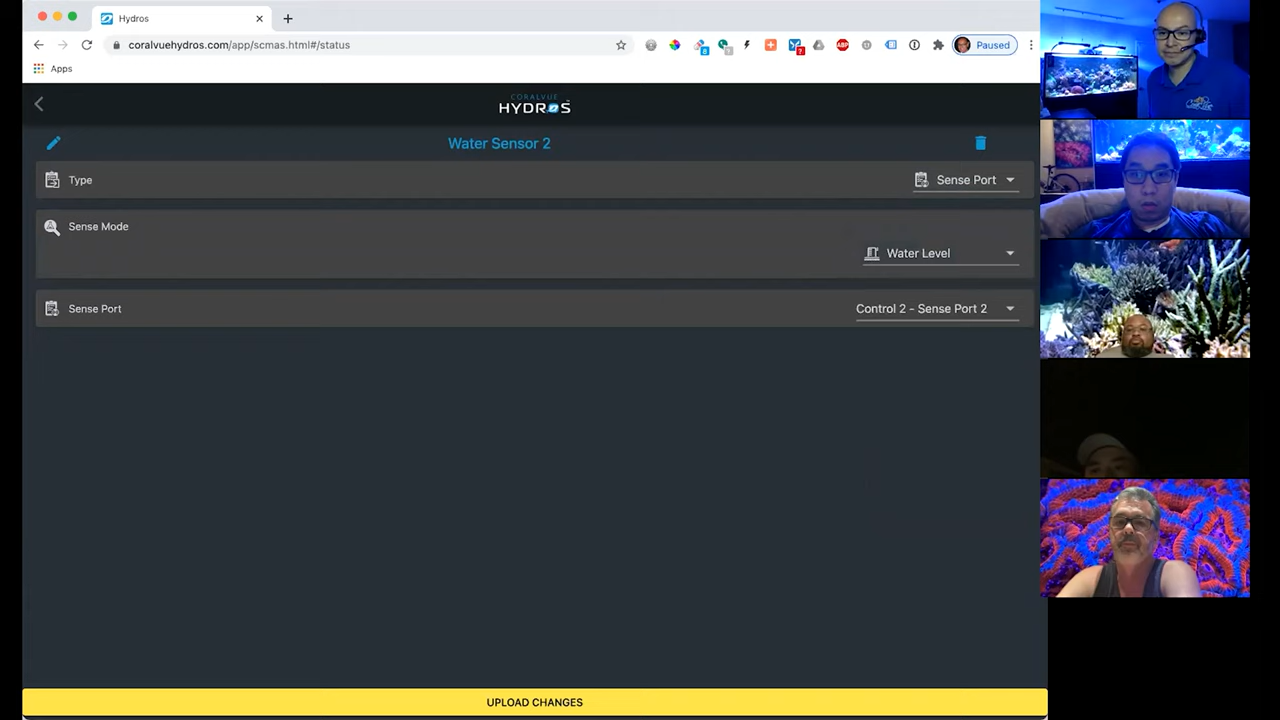 Hydros
coralvuehydros.com/app/scmas.html#/status
ABP
Paused
Apps
CORALVUE
HYDROS
Water Sensor 2
Type
Sense Port
Sense Mode
Water Level
Sense Port
Control 2 - Sense Port 2
UPLOAD CHANGES